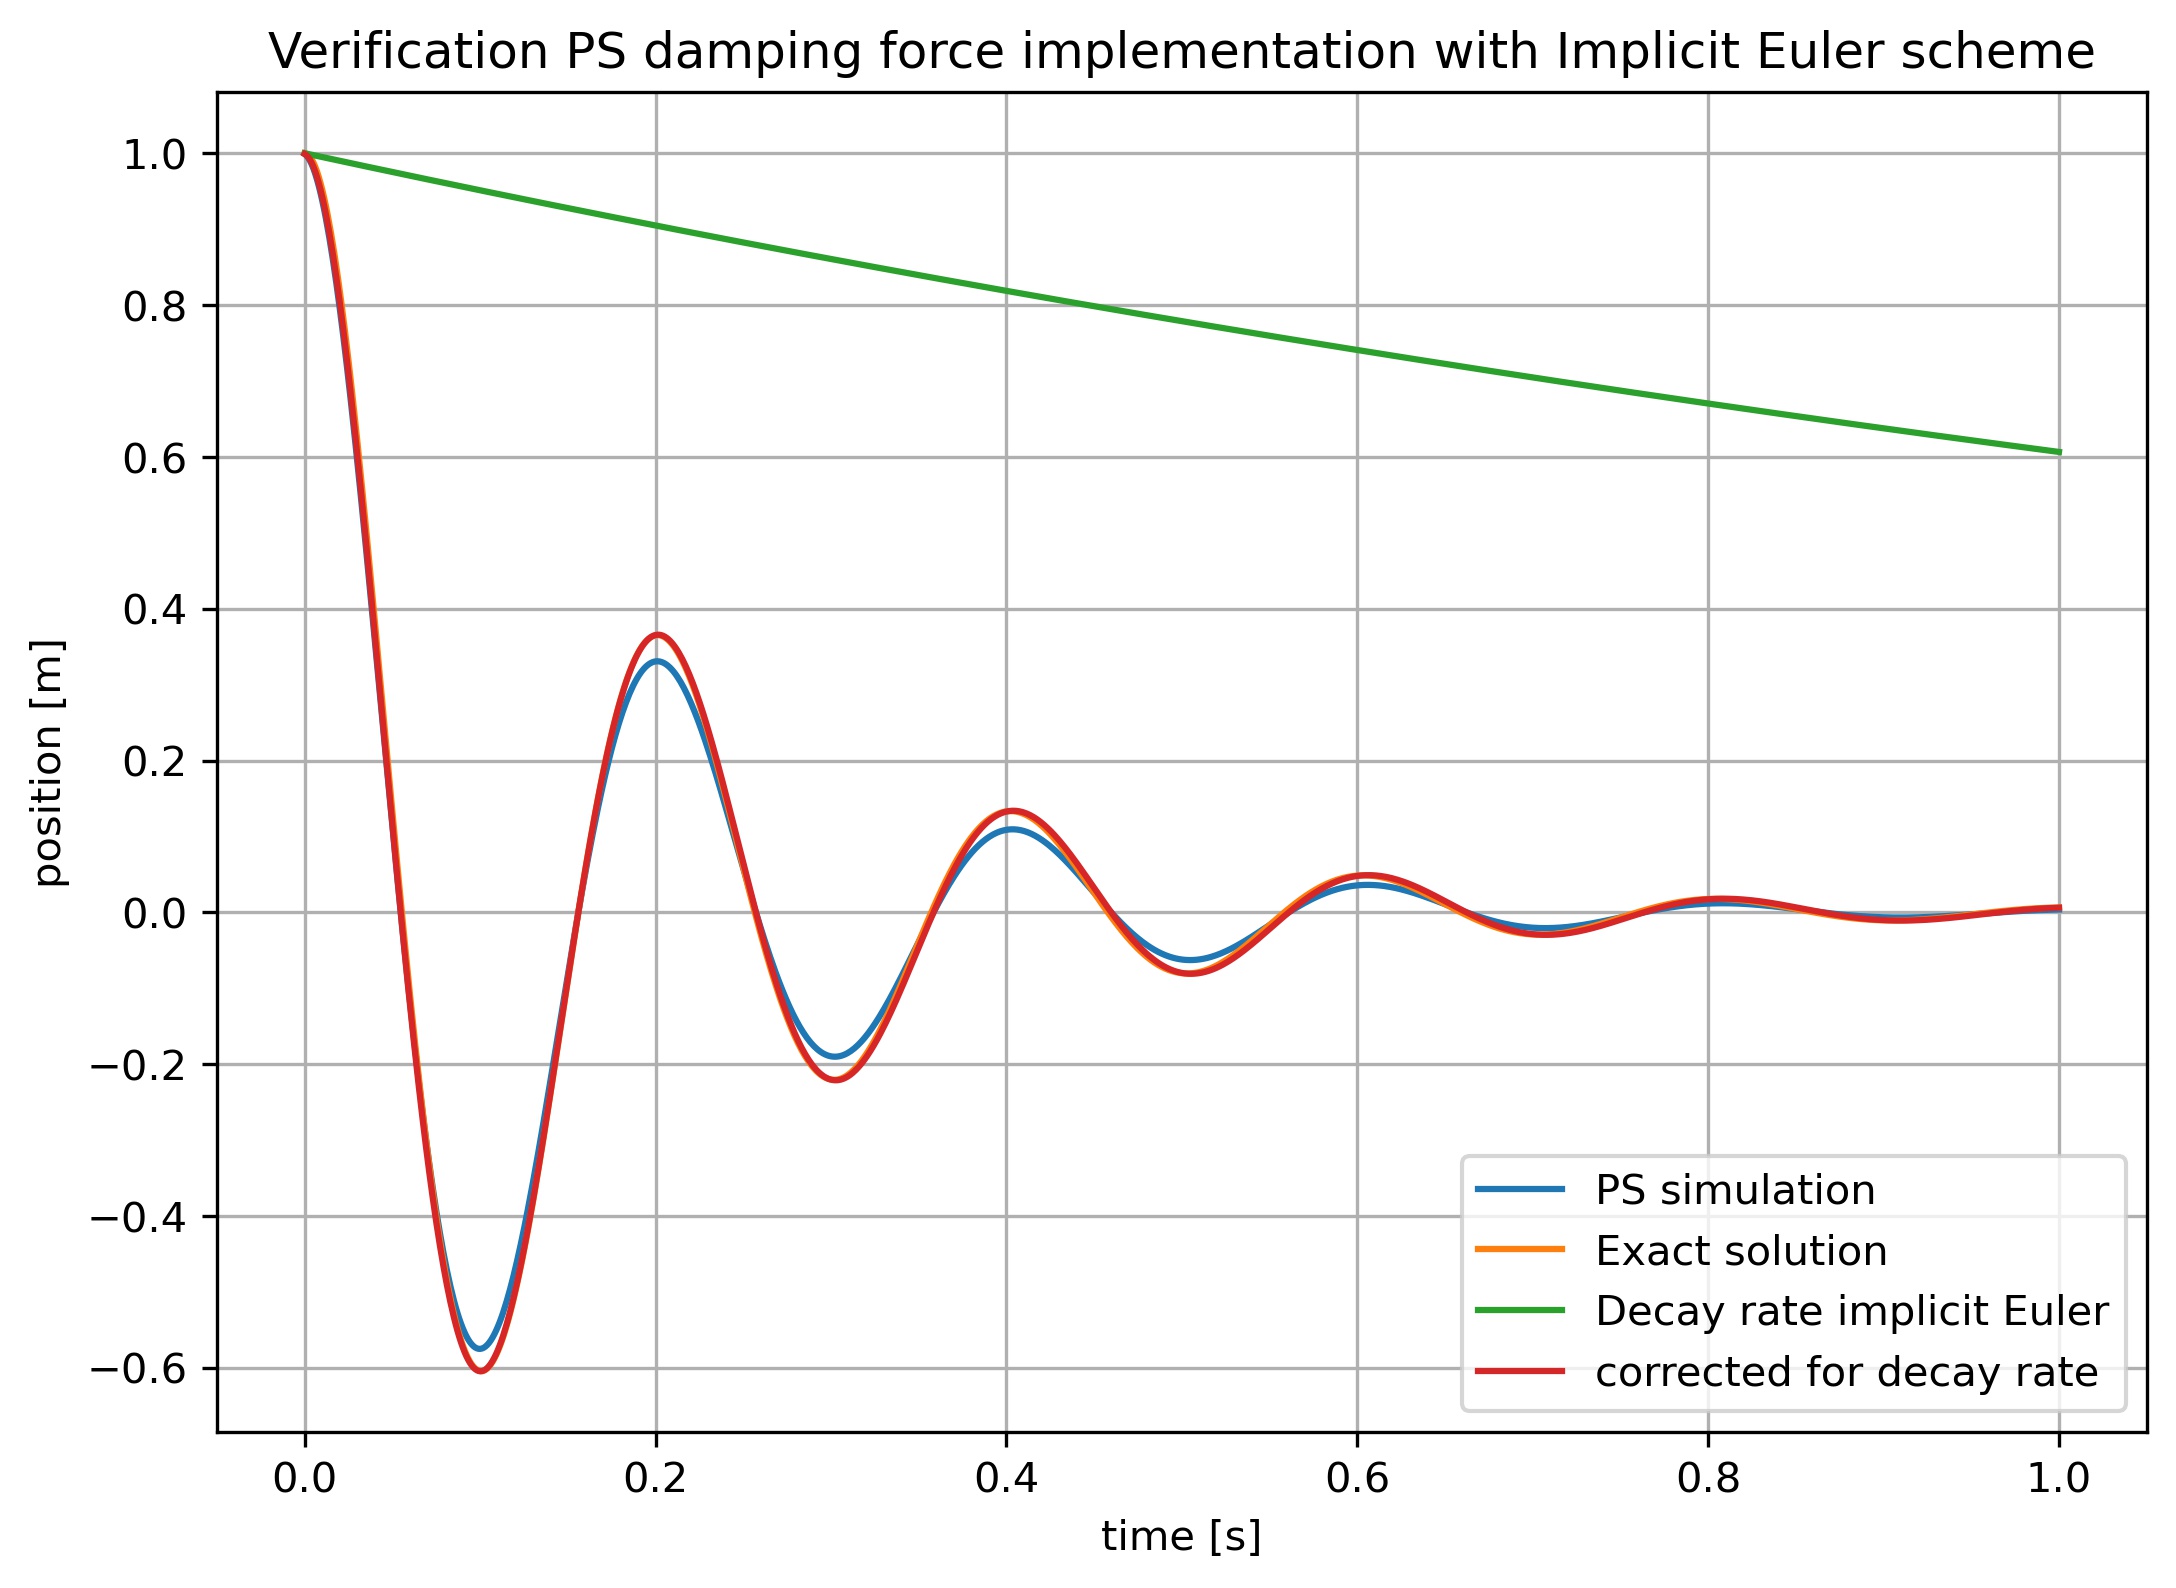 Verification PS damping force implementation with Implicit Euler scheme
position [m]
1.0
0.8
0.6
0.4
0.2
0.0
−0.2
−0.4
−0.6
PS simulation
Exact solution
Decay rate implicit Euler
corrected for decay rate
0.0 0.2 0.4 0.6 0.8 1.0
time [s]